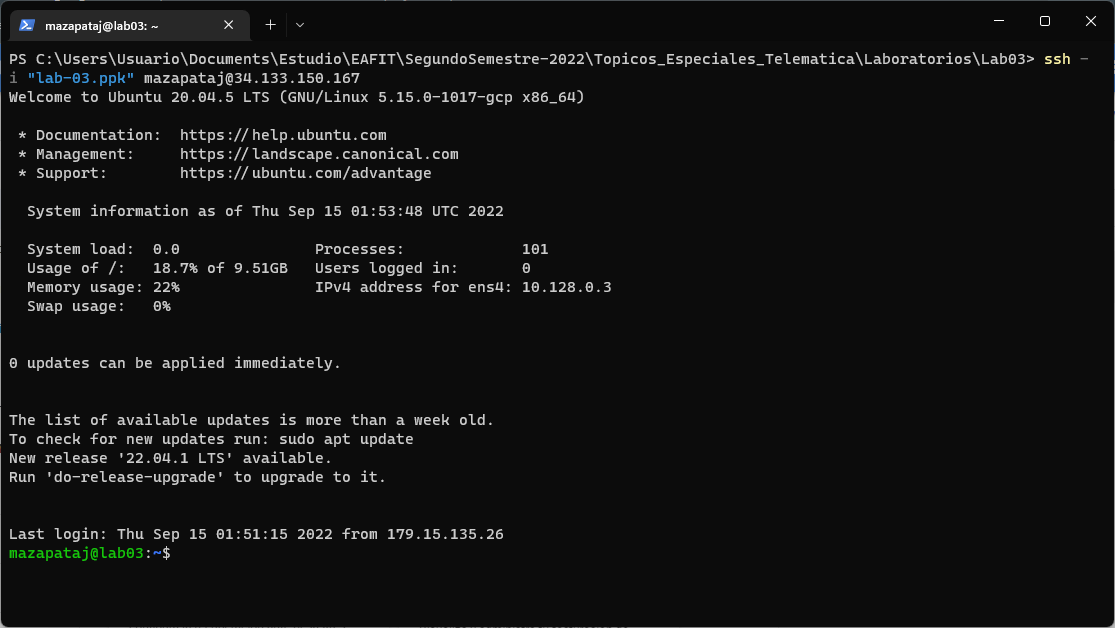 mazapataj@lab03: ~
PS C:\Users\Usuario\Documents\Estudio\EAFIT\SegundoSemestre-2022\Topicos_Especiales_Telematica\Laboratorios\Lab03> ssh -
i "lab-03.ppk" mazapataj@34.133.150.167
Welcome to Ubuntu 20.04.5 LTS (GNU/Linux 5.15.0-1017-gcp x86_64)
* Documentation:  https://help.ubuntu.com
* Management:     https://landscape.canonical.com
* Support:        https://ubuntu.com/advantage
System information as of Thu Sep 15 01:53:48 UTC 2022
System load:  0.0               Processes:             101
Usage of /:   18.7% of 9.51GB   Users logged in:       0
Memory usage: 22%               IPv4 address for ens4: 10.128.0.3
Swap usage:   0%
0 updates can be applied immediately.
The list of available updates is more than a week old.
To check for new updates run: sudo apt update
New release '22.04.1 LTS' available.
Run 'do-release-upgrade' to upgrade to it.
Last login: Thu Sep 15 01:51:15 2022 from 179.15.135.26
mazapataj@lab03:~$